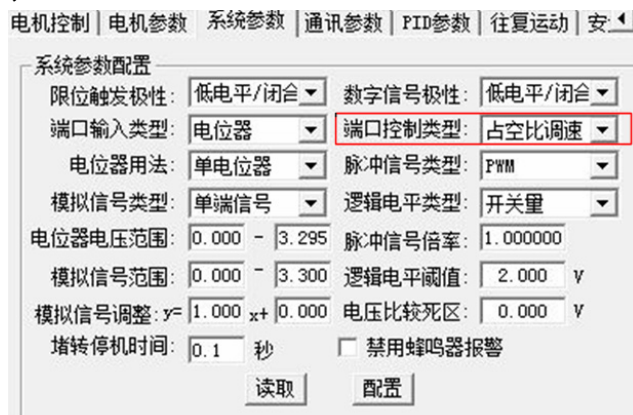 电机控制 电机参数 系统参数 通讯参数 PID参数 往复运动 安
系统参数配置
限位触发极性: 低电平/闭合 数字信号极性: 低电平/闭合
端口输入类型: 电位器 端口控制类型: 占空比调速
电位器用法: 单电位器 脉冲信号类型: PWM
模拟信号类型: 单端信号 逻辑电平类型: 开关量
电位器电压范围: 0.000 - 3.295 脉冲信号倍率: 1.000000
模拟信号范围: 0.000 - 3.300 逻辑电平阈值: 2.000 V
模拟信号调整: y= 1.000 x+ 0.000 电压比较死区: 0.000 V
堵转停机时间: 0.1 秒 禁用蜂鸣器报警
读取 配置